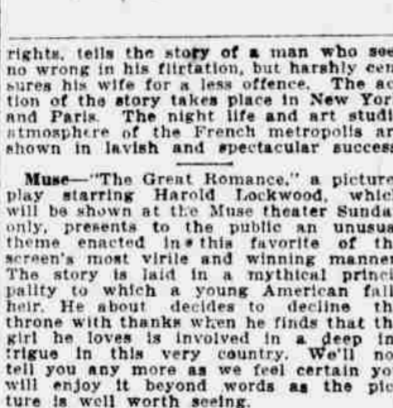 rights, tells the story of a man who see
no wrong in his flirtation, but harshly cen
sures his wife for a less offence. The ac
tion of the story takes place in New Yor
and Paris. The night life and art studi
atmosphere of the French metropolis ar
shown in lavish and spectacular success
Muse—"The Great Romance," a picture
play starring Harold Lockwood, whic
will be shown at the Muse theater Sunda
only, presents to the public an unusua
theme enacted in this favorite of th
screen's most virile and winning manner
The story is laid in a mythical princi
pality to which a young American fall
heir. He about decides to decline th
throne with thanks when he finds that th
girl he loves is involved in a deep in
trigue in this very country. We'll no
tell you any more as we feel certain yo
will enjoy it beyond words as the pic
ture is well worth seeing.